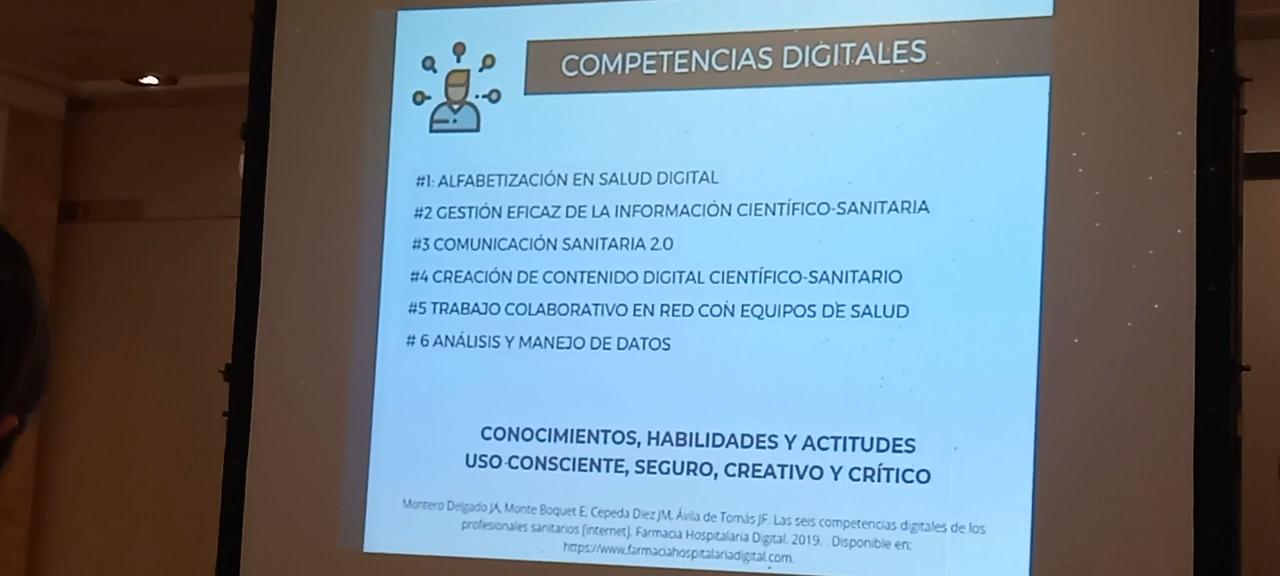 COMPETENCIAS DIGITALES
#1: ALFABETIZACIÓN EN SALUD DIGITAL
#2 GESTIÓN EFICAZ DE LA INFORMACIÓN CIENTÍFICO-SANITARIA
#3 COMUNICACIÓN SANITARIA 2.0
#4 CREACIÓN DE CONTENIDO DIGITAL CIENTÍFICO-SANITARIO
#5 TRABAJO COLABORATIVO EN RED CON EQUIPOS DE SALUD
# 6 ANÁLISIS Y MANEJO DE DATOS
CONOCIMIENTOS, HABILIDADES Y ACTITUDES
USO CONSCIENTE, SEGURO, CREATIVO Y CRÍTICO
Montero Delgado JA, Monte Boquet E, Cepeda Diez JM, Ávila de Tomás JF. Las seis competencias digitales de los
profesionales sanitarios [internet]. Farmacia Hospitalaria Digital. 2019. . Disponible en:
https://www.farmaciahospitalariadigital.com.